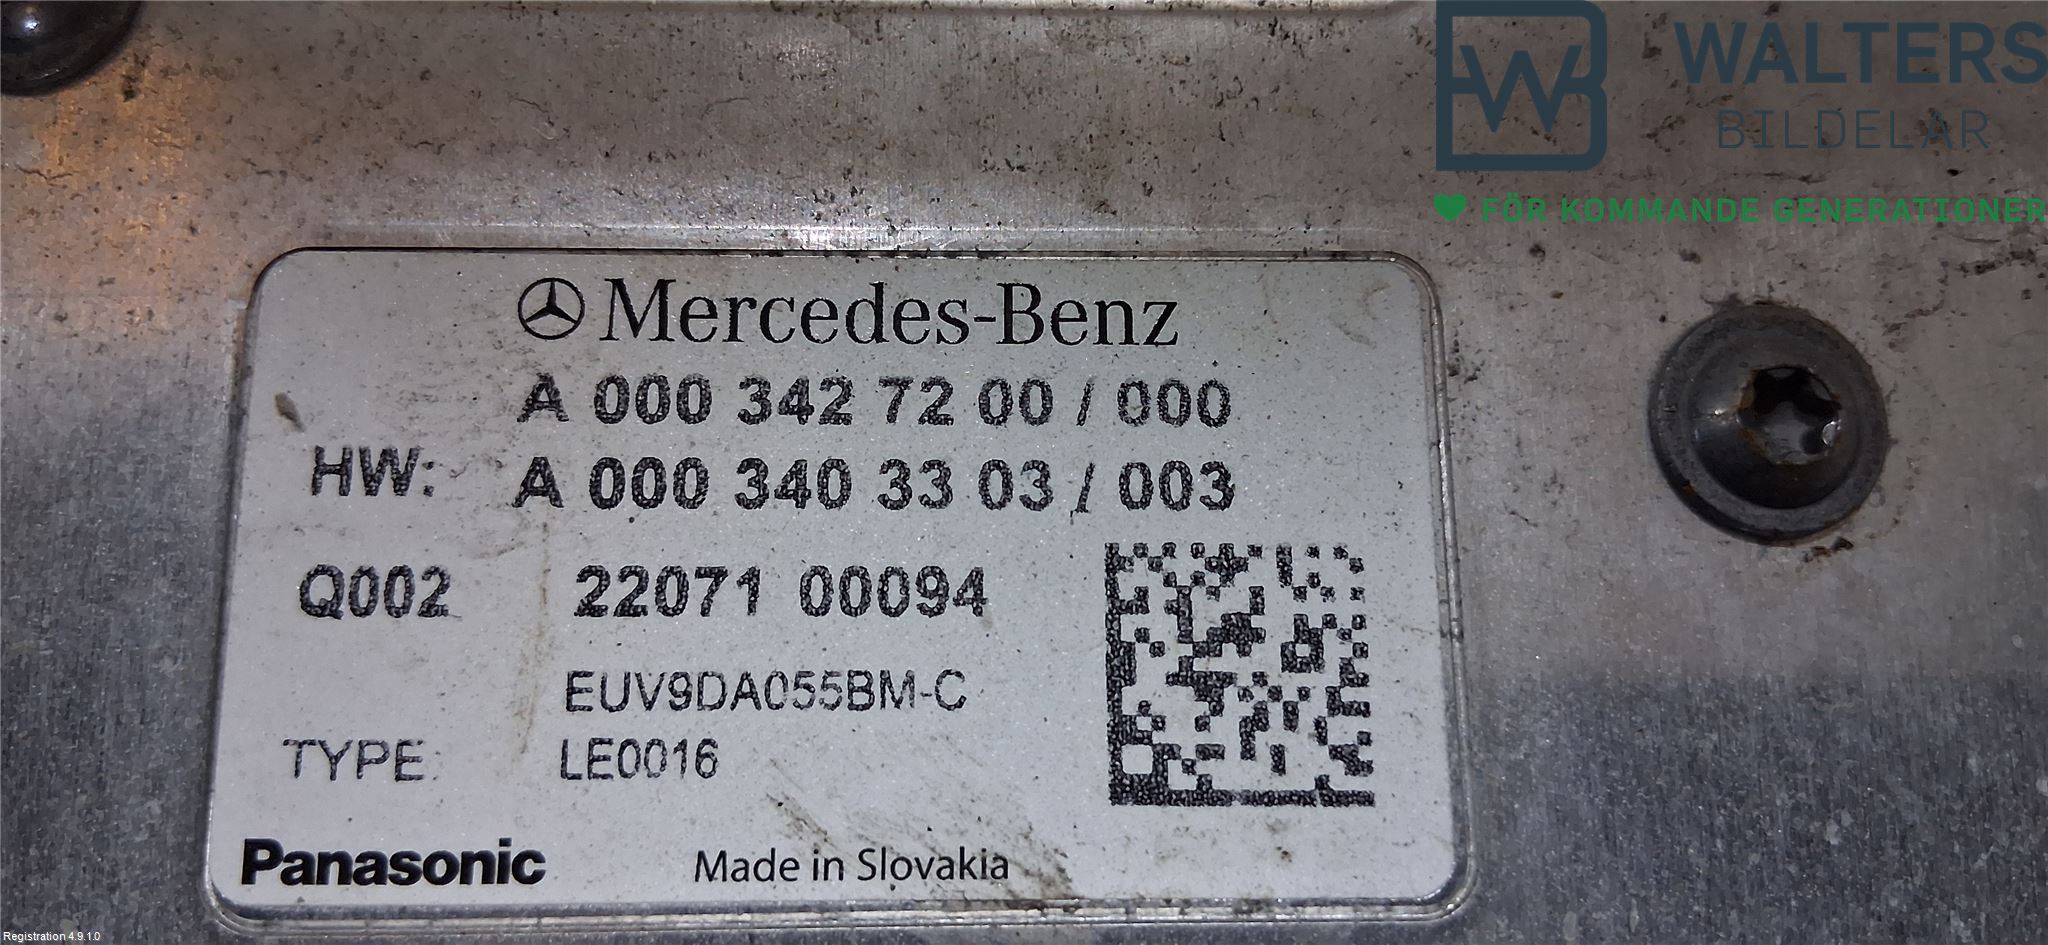 WALTERS
BILDELAR
FÖR KOMMANDE GENERATIONER
Mercedes-Benz
A 000 342 72 00 / 000
HW: A 000 340 33 03 / 003
Q002 22071 00094
EUV9DA055BM-C
TYPE: LE0016
Panasonic Made in Slovakia
Registration 4.9.1.0